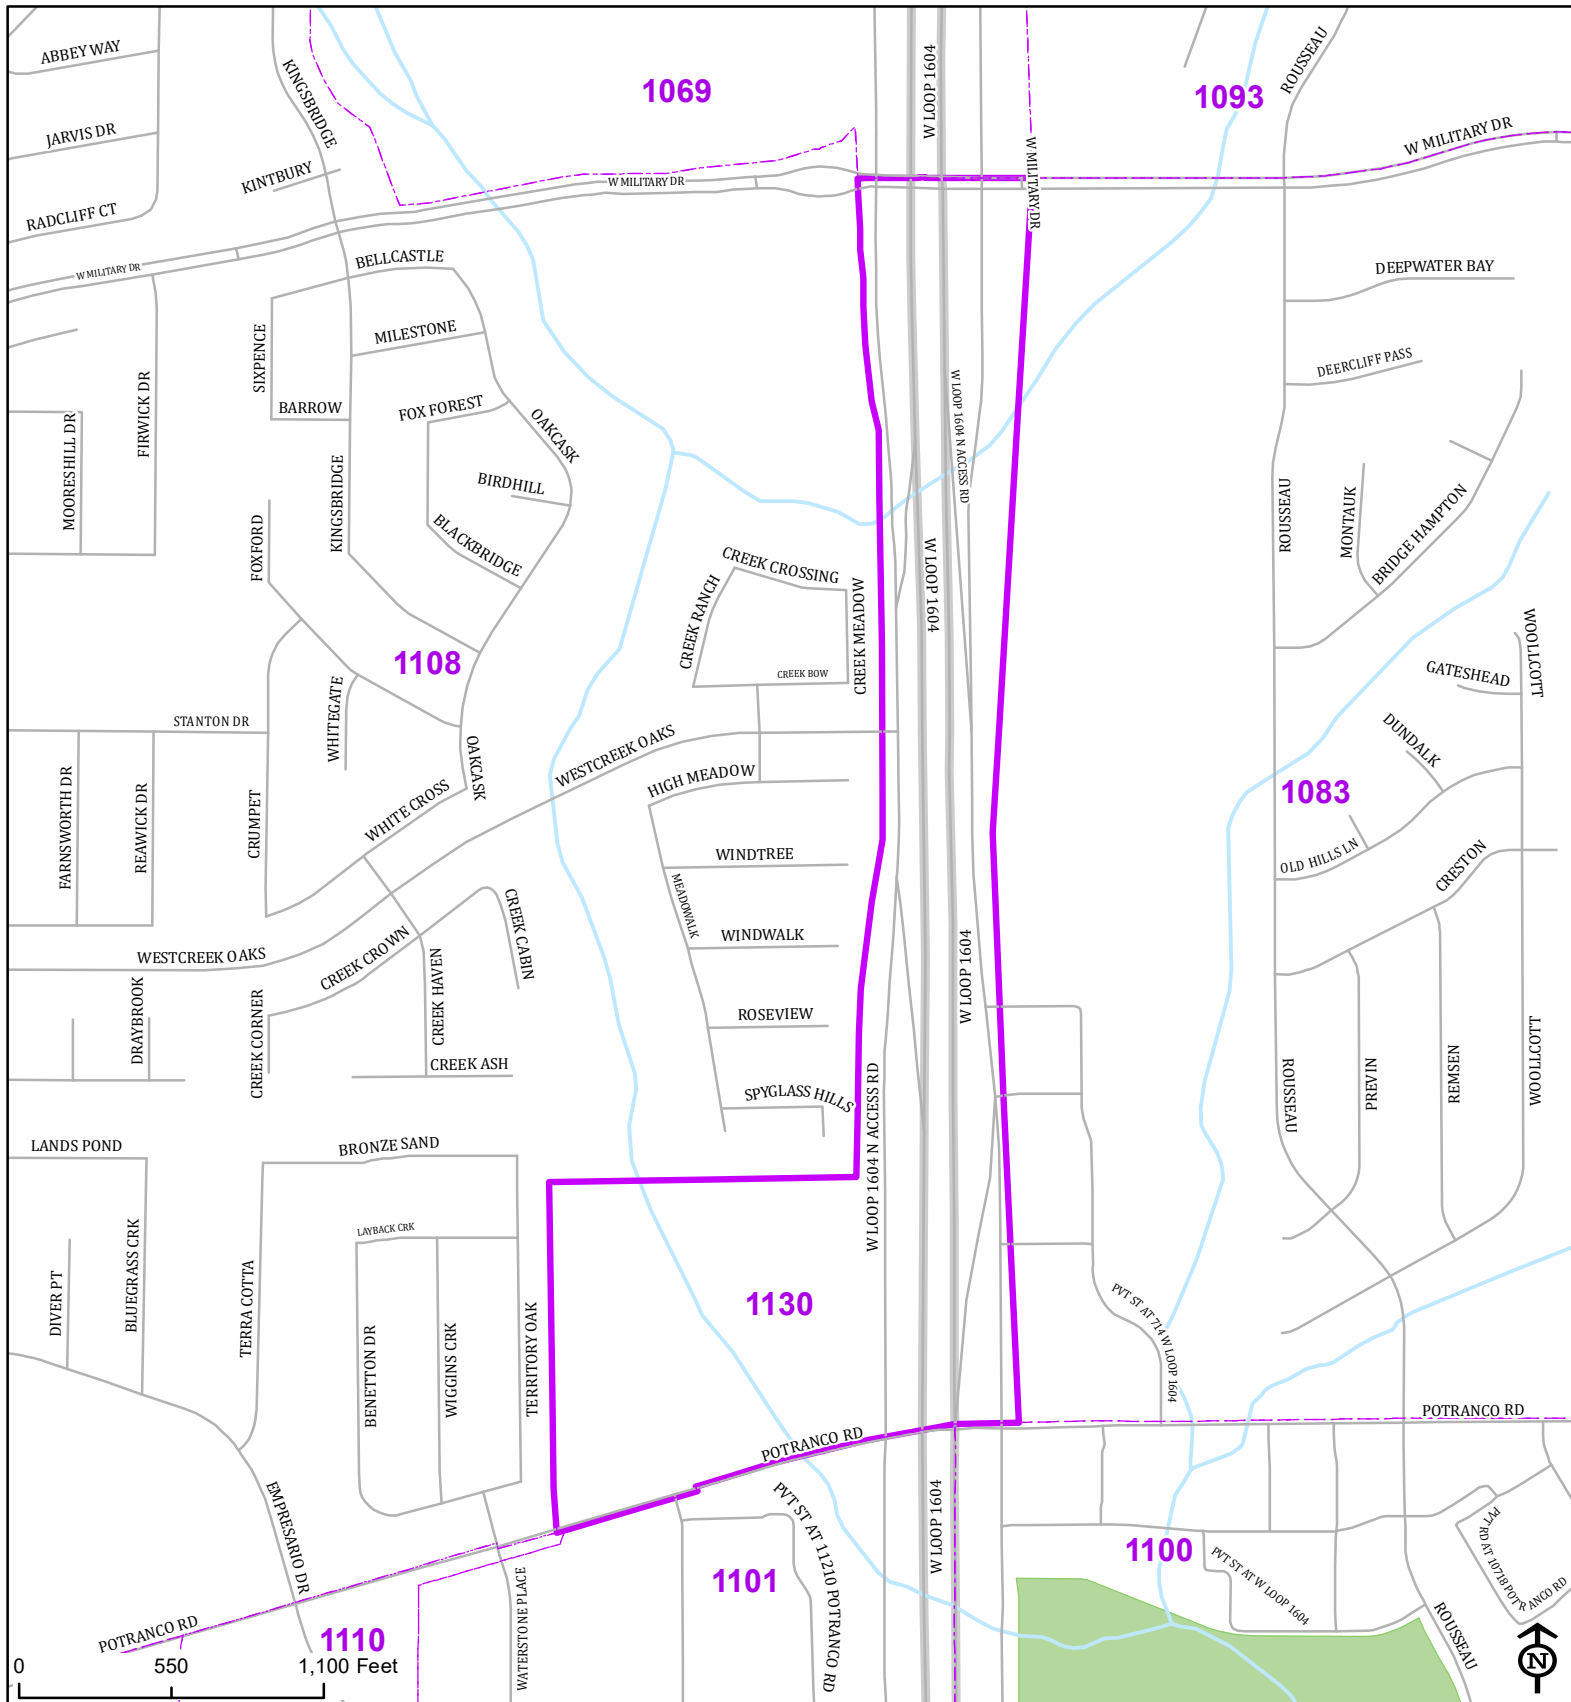 ABBEY WAY
JARVIS DR
RADCLIFF CT
KINGSBRIDGE
KINTBURY
1069
W LOOP 1604
1093
ROUSSEAU
W MILITARY DR
W MILITARY DR
W MILITARY DR
W MILITARY DR
BELLCASTLE
MILESTONE
SIXPENCE
BARROW
FOX FOREST
OAKCASK
BIRDHILL
BLACKBRIDGE
KINGSBRIDGE
FIRWICK DR
MOORESHILL DR
FOXFORD
DEEPWATER BAY
DEERCLIFF PASS
W LOOP 1604 N ACCESS RD
W LOOP 1604
ROUSSEAU
MONTAUK
BRIDGE HAMPTON
CREEK CROSSING
CREEK RANCH
CREEK MEADOW
CREEK BOW
1108
WHITEGATE
STANTON DR
OAKCASK
WOOLLCOTT
GATESHEAD
DUNDALK
1083
OLD HILLS LN
CRESTON
WESTCREEK OAKS
HIGH MEADOW
FARNSWORTH DR
REAWICK DR
CRUMPET
WHITE CROSS
WINDTREE
MEADOWALK
WINDWALK
ROSEVIEW
SPYGLASS HILLS
WESTCREEK OAKS
CREEK CROWN
CREEK CABIN
CREEK HAVEN
CREEK ASH
DRAYBROOK
CREEK CORNER
W LOOP 1604
W LOOP 1604 N ACCESS RD
ROUSSEAU
PREVIN
REMSEN
WOOLLCOTT
LANDS POND
BRONZE SAND
LAYBACK CRK
DIVER PT
BLUEGRASS CRK
TERRA COTTA
BENETTON DR
WIGGINS CRK
TERRITORY OAK
1130
PVT ST AT 714 W LOOP 1604
POTRANCO RD
POTRANCO RD
EMPRESARIO DR
WATERSTONE PLACE
PVT ST AT 11210 POTRANCO RD
W LOOP 1604
1101
1100
PVT ST AT W LOOP 1604
PVT RD AT 10718 POTRANCO RD
ROUSSEAU
POTRANCO RD
1110
0 550 1,100 Feet
N